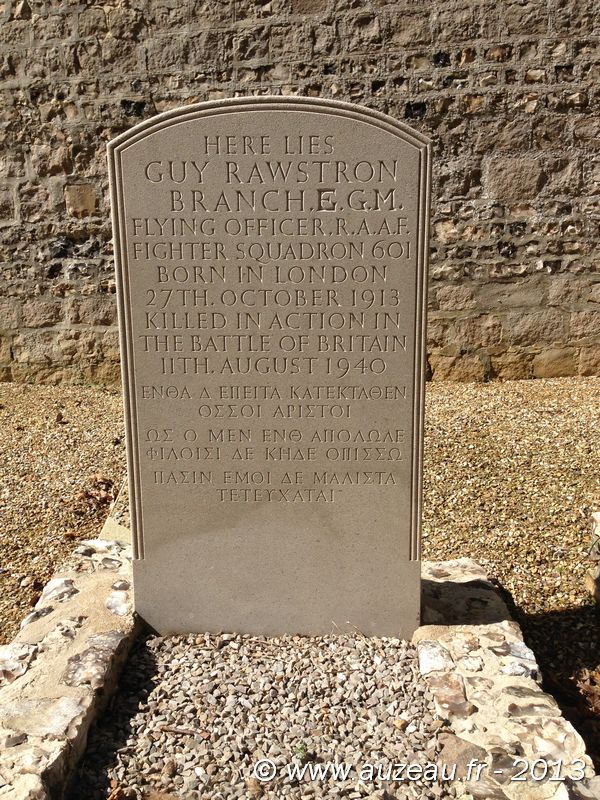 HERE LIES
GUY RAWSTRON
BRANCH, E.G.M.
FLYING OFFICER. R.A.A.F.
FIGHTER SQUADRON 601
BORN IN LONDON
27TH. OCTOBER 1913
KILLED IN ACTION IN
THE BATTLE OF BRITAIN
11TH. AUGUST 1940
ΕΝΘΑ Δ ΕΠΕΙΤΑ ΚΑΤΕΚΤΑΘΕΝ
ΟΣΣΟΙ ΑΡΙΣΤΟΙ
ΩΣ Ο ΜΕΝ ΕΝΘ ΑΠΟΛΩΛΕ
ΦΙΛΟΙΣΙ ΔΕ ΚΗΔΕ ΟΠΙΣΣΩ
ΠΑΣΙΝ ΕΜΟΙ ΔΕ ΜΑΛΙΣΤΑ
ΤΕΤΕΥΧΑΤΑΙ
© www.auzeau.fr - 2013